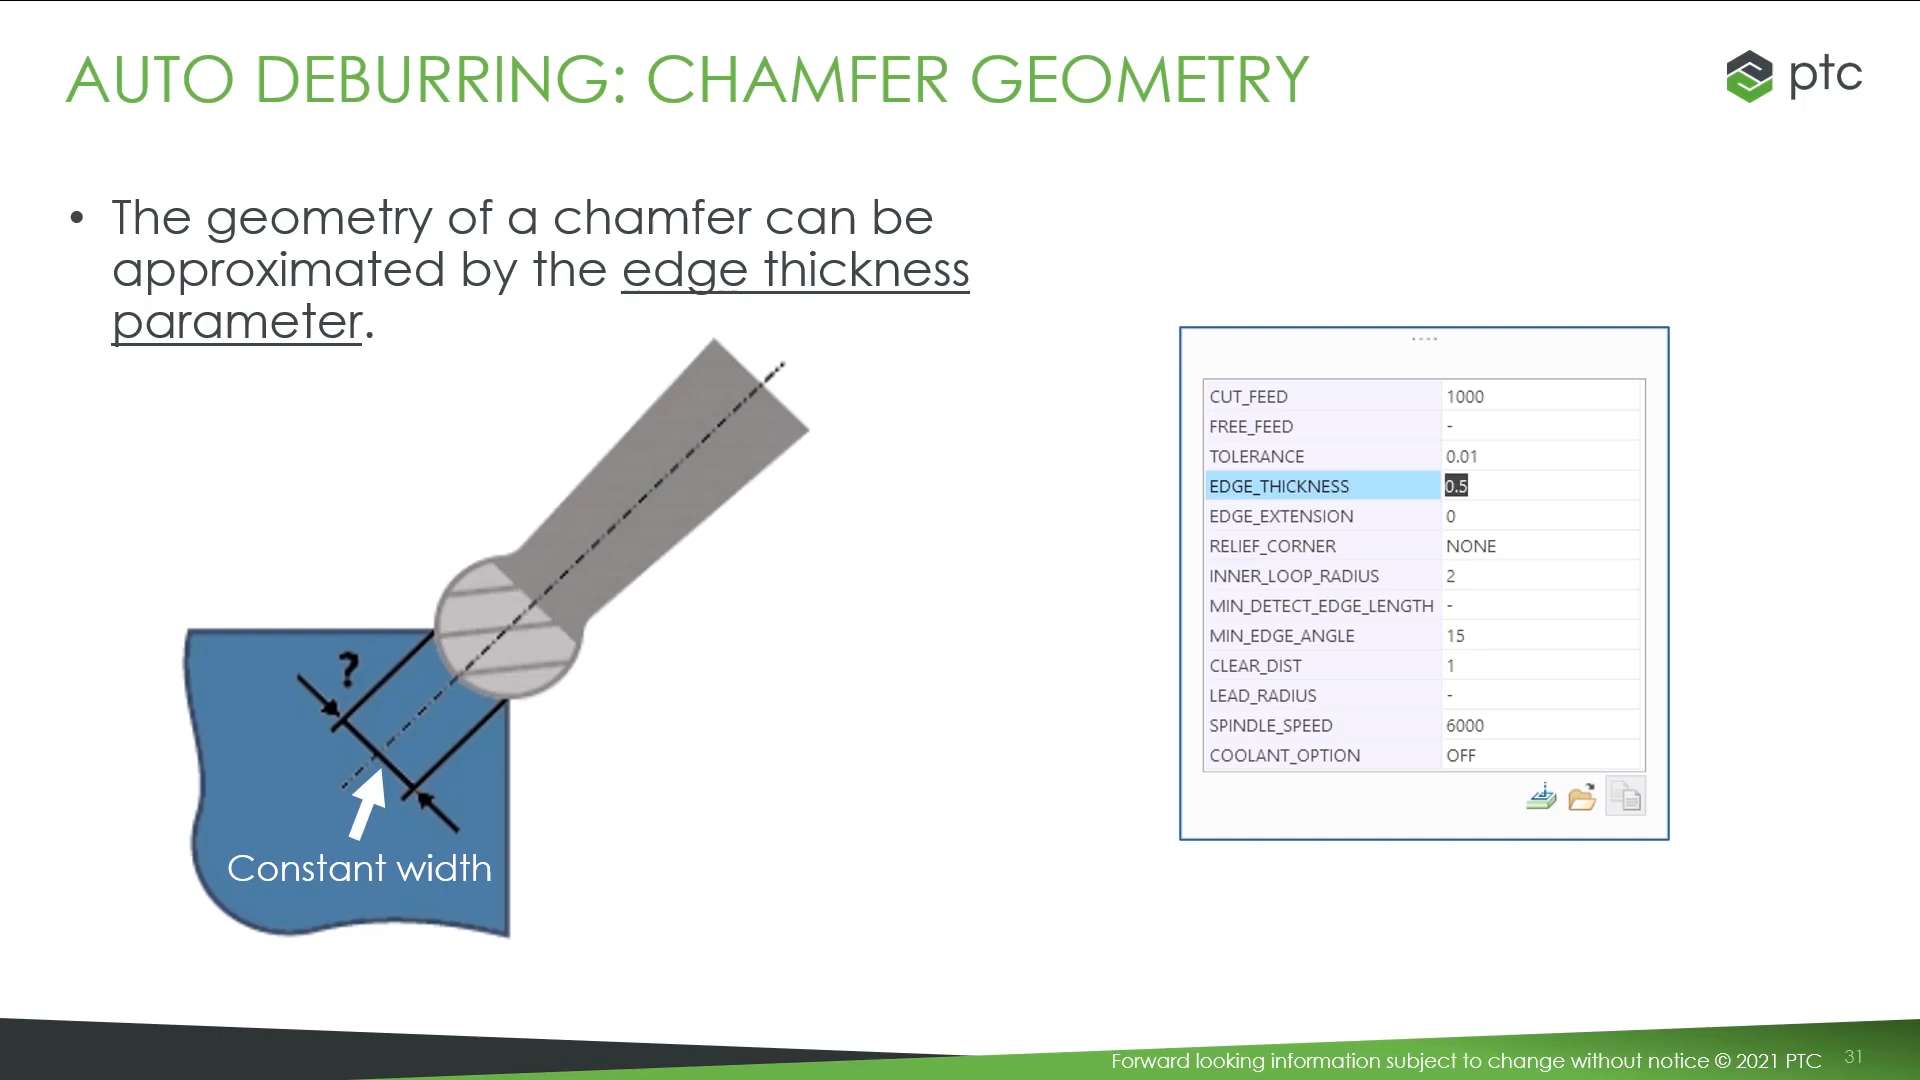 AUTO DEBURRING: CHAMFER GEOMETRY
ptc
• The geometry of a chamfer can be
approximated by the edge thickness
parameter.
?
Constant width
CUT_FEED 1000
FREE_FEED -
TOLERANCE 0.01
EDGE_THICKNESS 0.5
EDGE_EXTENSION 0
RELIEF_CORNER NONE
INNER_LOOP_RADIUS 2
MIN_DETECT_EDGE_LENGTH -
MIN_EDGE_ANGLE 15
CLEAR_DIST 1
LEAD_RADIUS -
SPINDLE_SPEED 6000
COOLANT_OPTION OFF
Forward looking information subject to change without notice © 2021 PTC 31